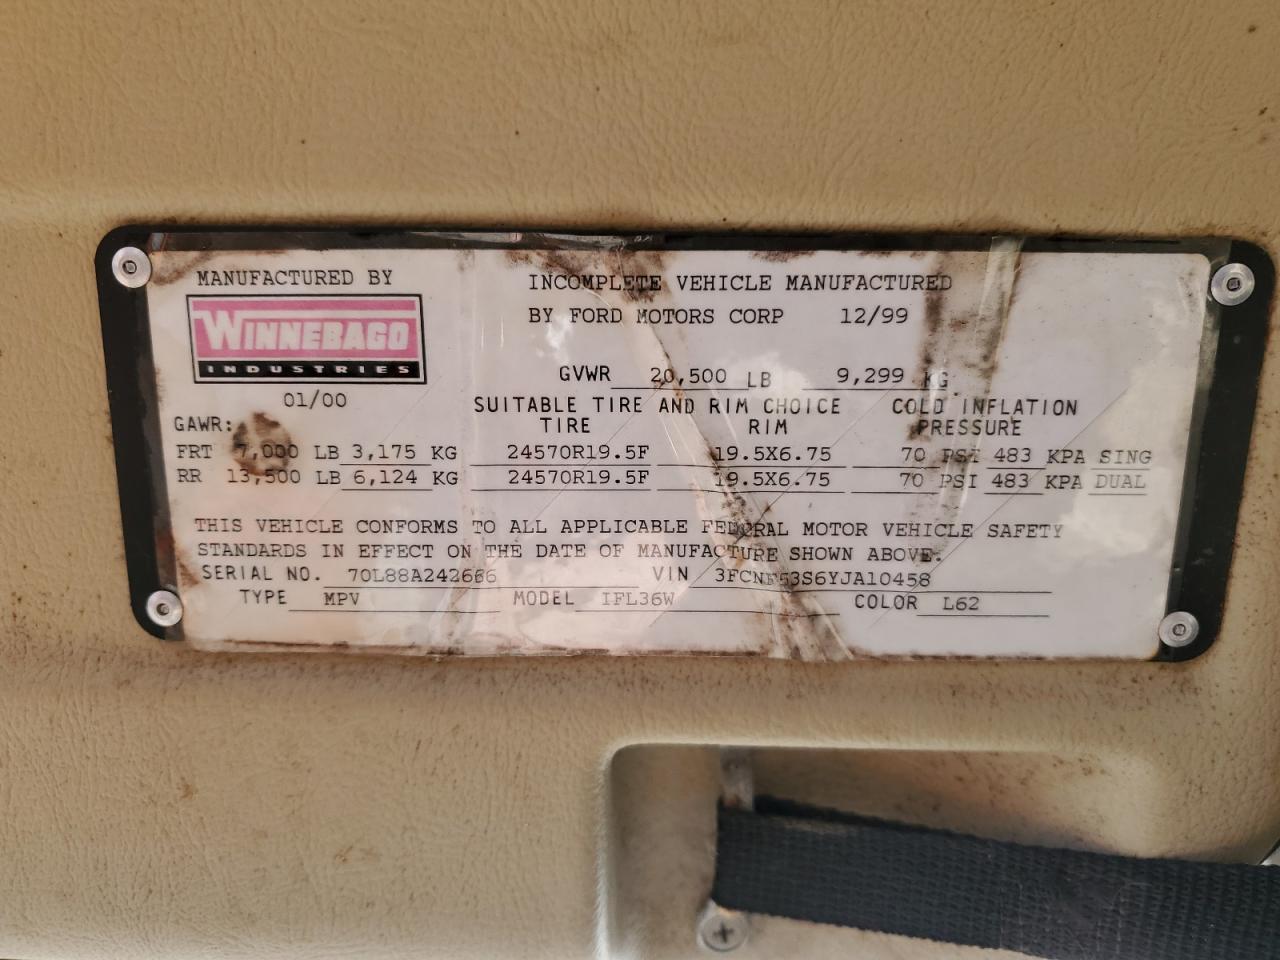 MANUFACTURED BY
WINNEBAGO
INDUSTRIES
01/00
INCOMPLETE VEHICLE MANUFACTURED
BY FORD MOTORS CORP 12/99
GVWR 20,500 LB 9,299 KG
SUITABLE TIRE AND RIM CHOICE COLD INFLATION
GAWR: TIRE RIM PRESSURE
FRT 7,000 LB 3,175 KG 24570R19.5F 19.5X6.75 70 PSI 483 KPA SING
RR 13,500 LB 6,124 KG 24570R19.5F 19.5X6.75 70 PSI 483 KPA DUAL
THIS VEHICLE CONFORMS TO ALL APPLICABLE FEDERAL MOTOR VEHICLE SAFETY
STANDARDS IN EFFECT ON THE DATE OF MANUFACTURE SHOWN ABOVE.
SERIAL NO. 70L88A242666 VIN 3FCNF53S6YJA10458
TYPE MPV MODEL IFL36W COLOR L62